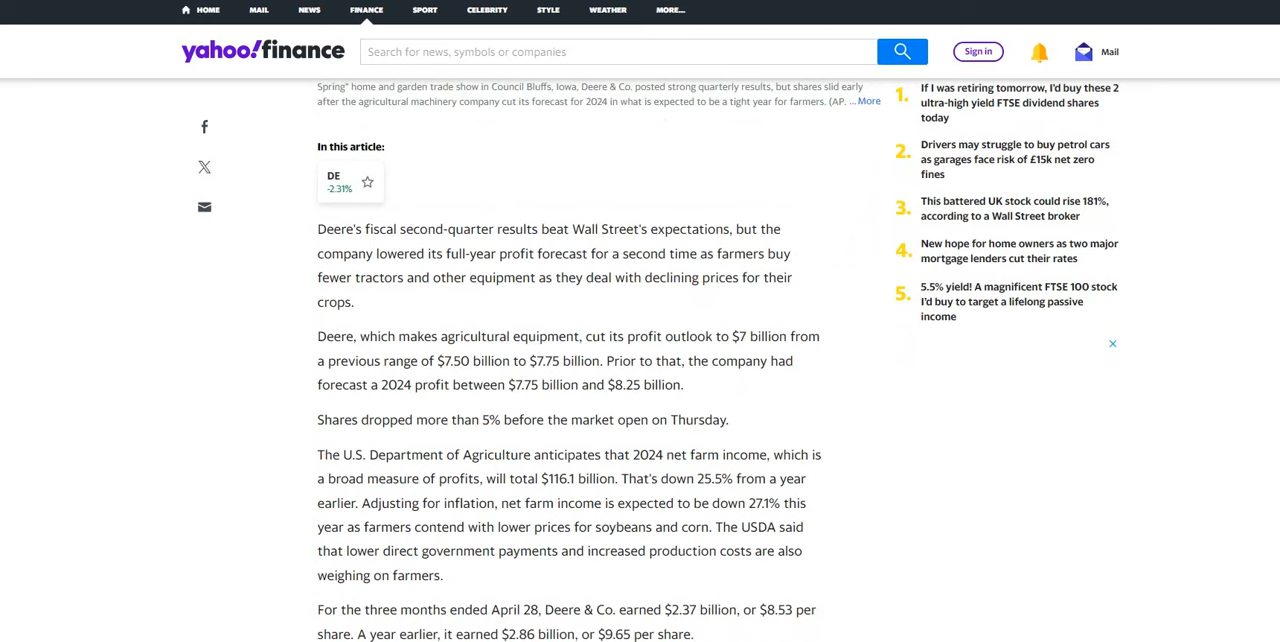 HOME MAIL NEWS FINANCE SPORT CELEBRITY STYLE WEATHER MORE...
yahoo!finance
Search for news, symbols or companies
Sign in
Mail
Spring" home and garden trade show in Council Bluffs, Iowa, Deere & Co. posted strong quarterly results, but shares slid early
after the agricultural machinery company cut its forecast for 2024 in what is expected to be a tight year for farmers. (AP. ... More
In this article:
DE
-2.31%
Deere's fiscal second-quarter results beat Wall Street's expectations, but the
company lowered its full-year profit forecast for a second time as farmers buy
fewer tractors and other equipment as they deal with declining prices for their
crops.
Deere, which makes agricultural equipment, cut its profit outlook to $7 billion from
a previous range of $7.50 billion to $7.75 billion. Prior to that, the company had
forecast a 2024 profit between $7.75 billion and $8.25 billion.
Shares dropped more than 5% before the market open on Thursday.
The U.S. Department of Agriculture anticipates that 2024 net farm income, which is
a broad measure of profits, will total $116.1 billion. That's down 25.5% from a year
earlier. Adjusting for inflation, net farm income is expected to be down 27.1% this
year as farmers contend with lower prices for soybeans and corn. The USDA said
that lower direct government payments and increased production costs are also
weighing on farmers.
For the three months ended April 28, Deere & Co. earned $2.37 billion, or $8.53 per
share. A year earlier, it earned $2.86 billion, or $9.65 per share.
1. If I was retiring tomorrow, I'd buy these 2
ultra-high yield FTSE dividend shares
today
2. Drivers may struggle to buy petrol cars
as garages face risk of £15k net zero
fines
3. This battered UK stock could rise 181%,
according to a Wall Street broker
4. New hope for home owners as two major
mortgage lenders cut their rates
5. 5.5% yield! A magnificent FTSE 100 stock
I'd buy to target a lifelong passive
income